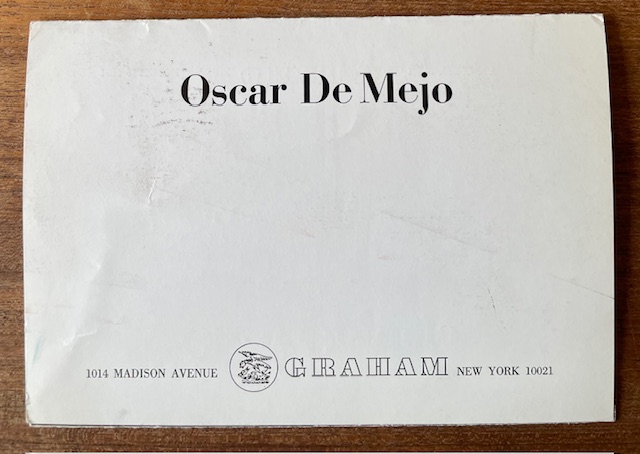 Oscar De Mejo
1014 MADISON AVENUE GRAHAM NEW YORK 10021